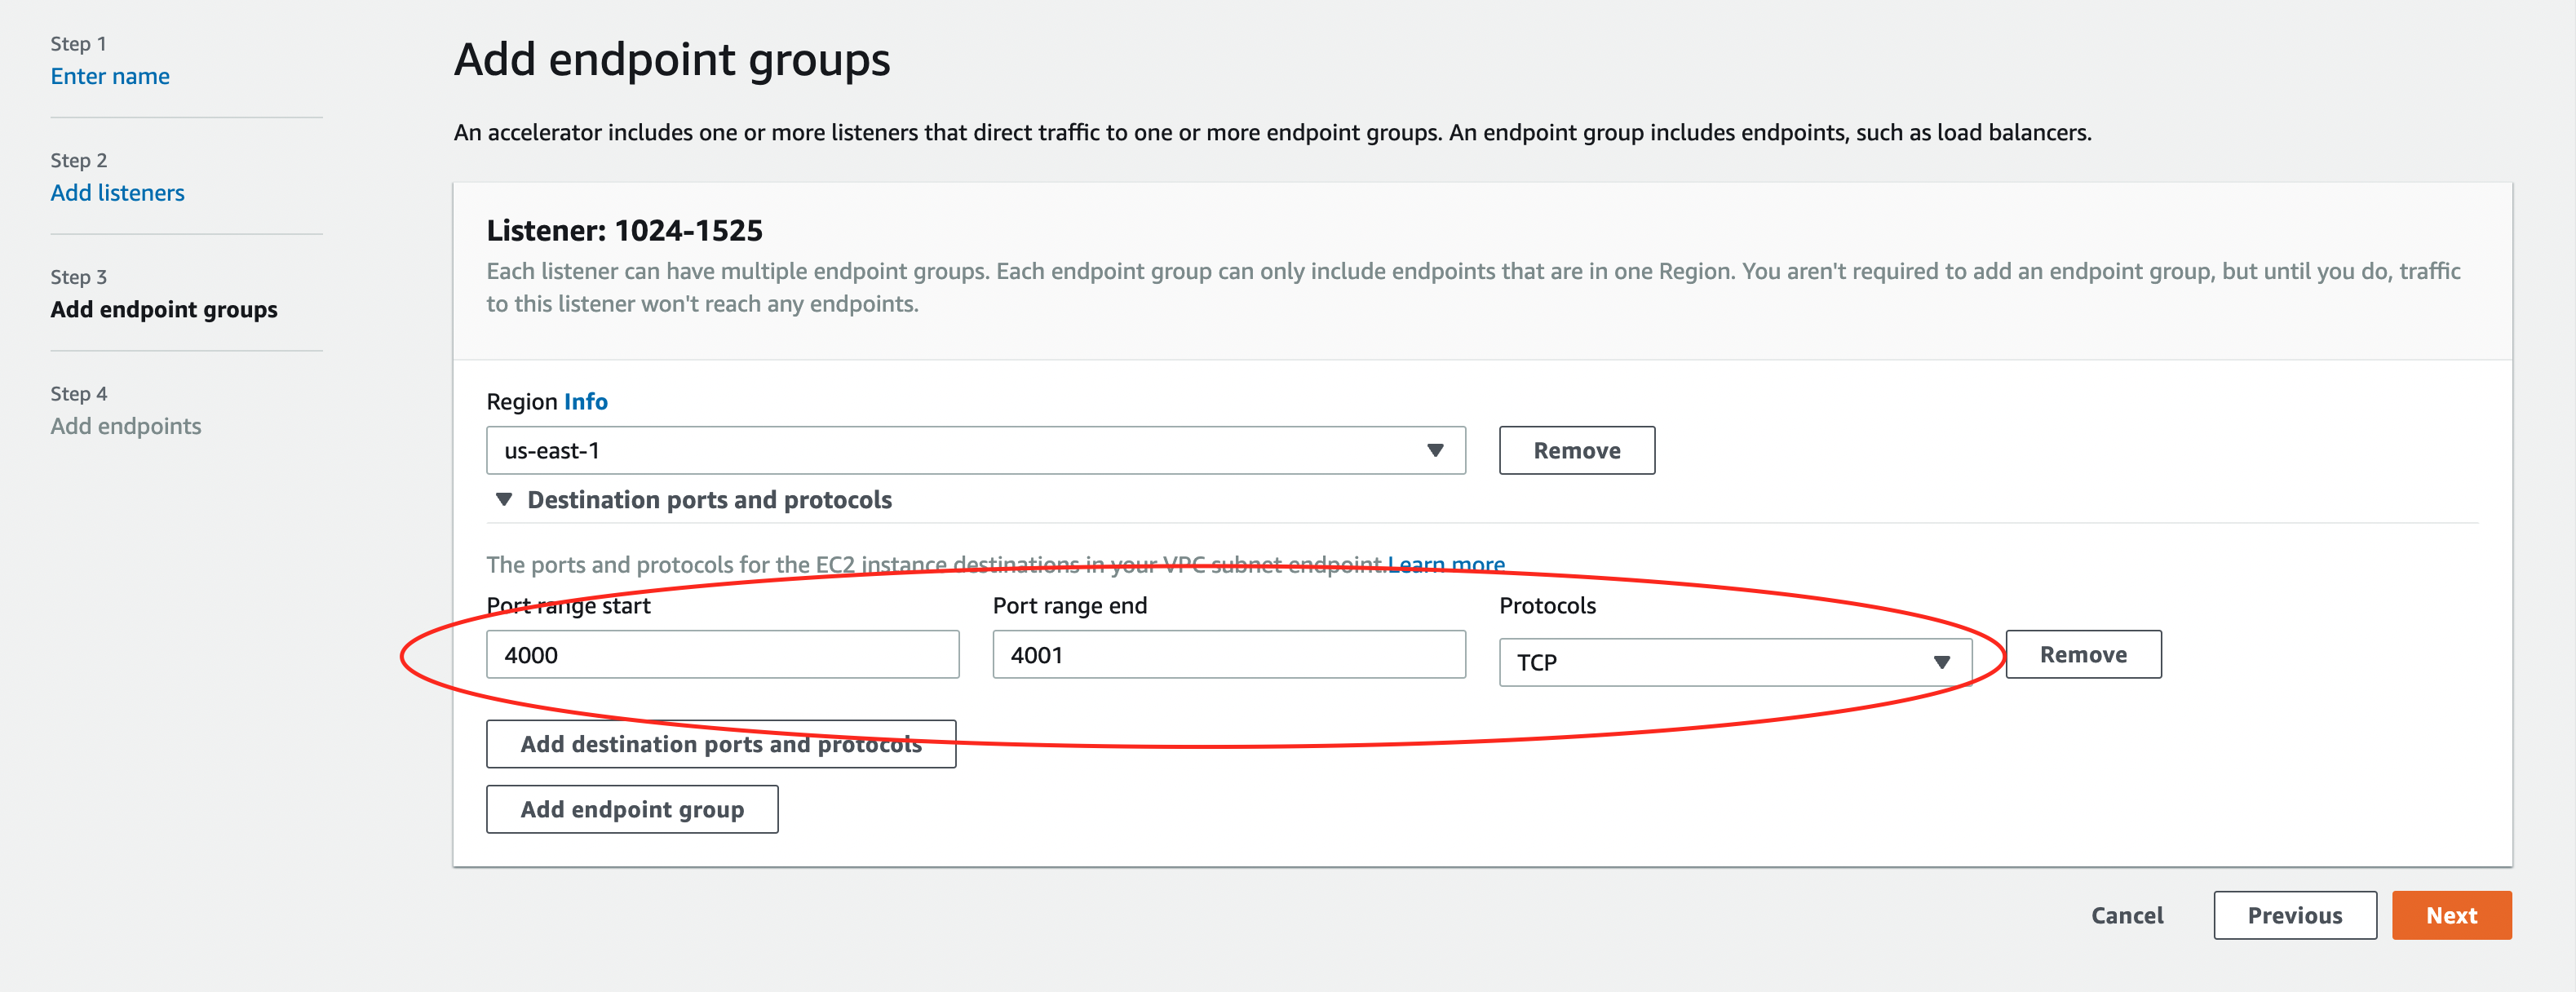 Step 1
Enter name
Step 2
Add listeners
Step 3
Add endpoint groups
Step 4
Add endpoints
Add endpoint groups
An accelerator includes one or more listeners that direct traffic to one or more endpoint groups. An endpoint group includes endpoints, such as load balancers.
Listener: 1024-1525
Each listener can have multiple endpoint groups. Each endpoint group can only include endpoints that are in one Region. You aren't required to add an endpoint group, but until you do, traffic
to this listener won't reach any endpoints.
Region Info
us-east-1 Remove
Destination ports and protocols
The ports and protocols for the EC2 instance destinations in your VPC subnet endpoint.Learn more
Port range start Port range end Protocols
4000 4001 TCP Remove
Add destination ports and protocols
Add endpoint group
Cancel Previous Next